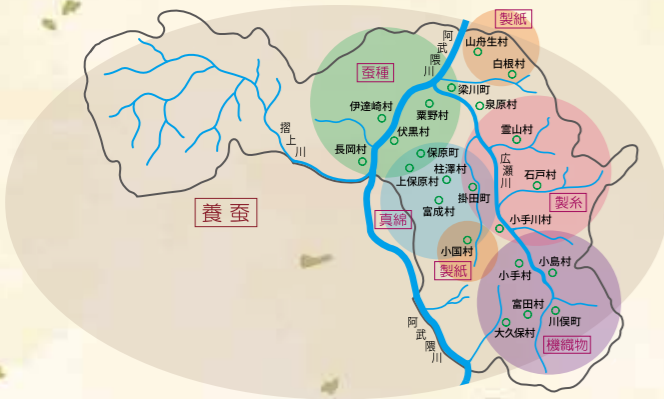 製紙
山舟生村
白根村
阿武隈川
蚕種
梁川町
泉原村
粟野村
伊達崎村
伏黒村
霊山村
摺上川
長岡村
保原町
広瀬川
柱澤村
上保原村
石戸村
掛田町
製糸
養蚕
富成村
真綿
小手川村
小国村
製紙
小島村
小手村
富田村
川俣町
阿武隈川
大久保村
機織物